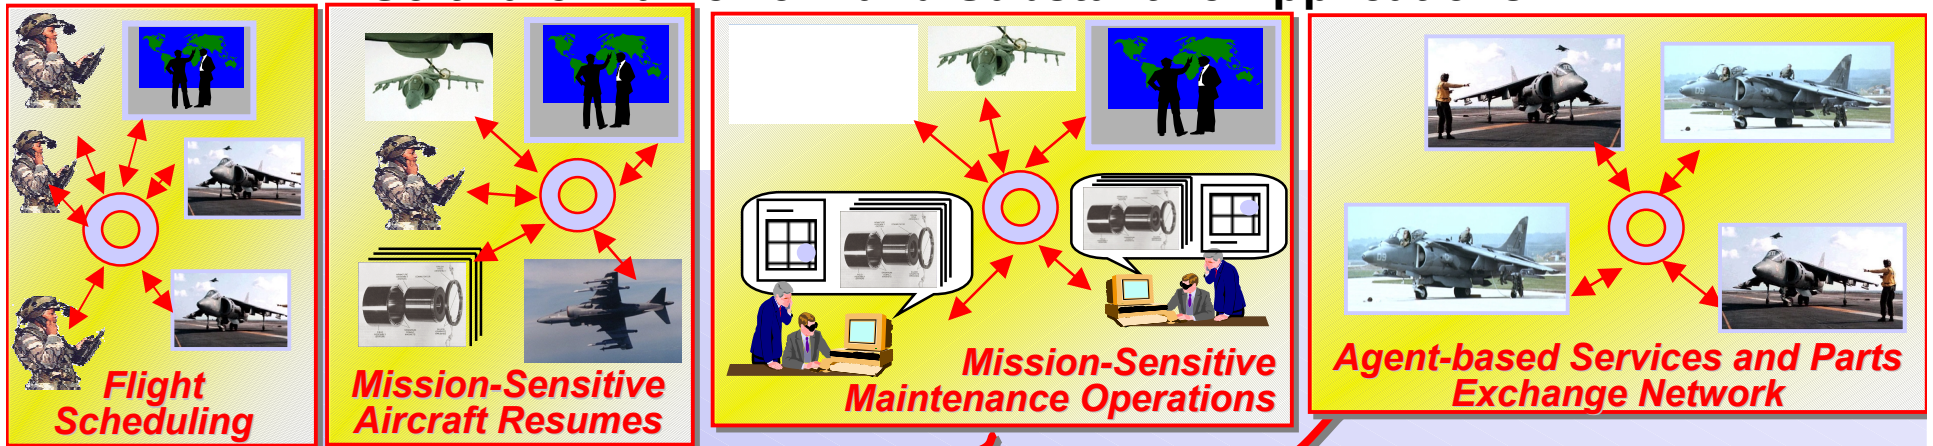 Flight
Scheduling
Mission-Sensitive
Aircraft Resumes
Mission-Sensitive
Maintenance Operations
Agent-based Services and Parts
Exchange Network